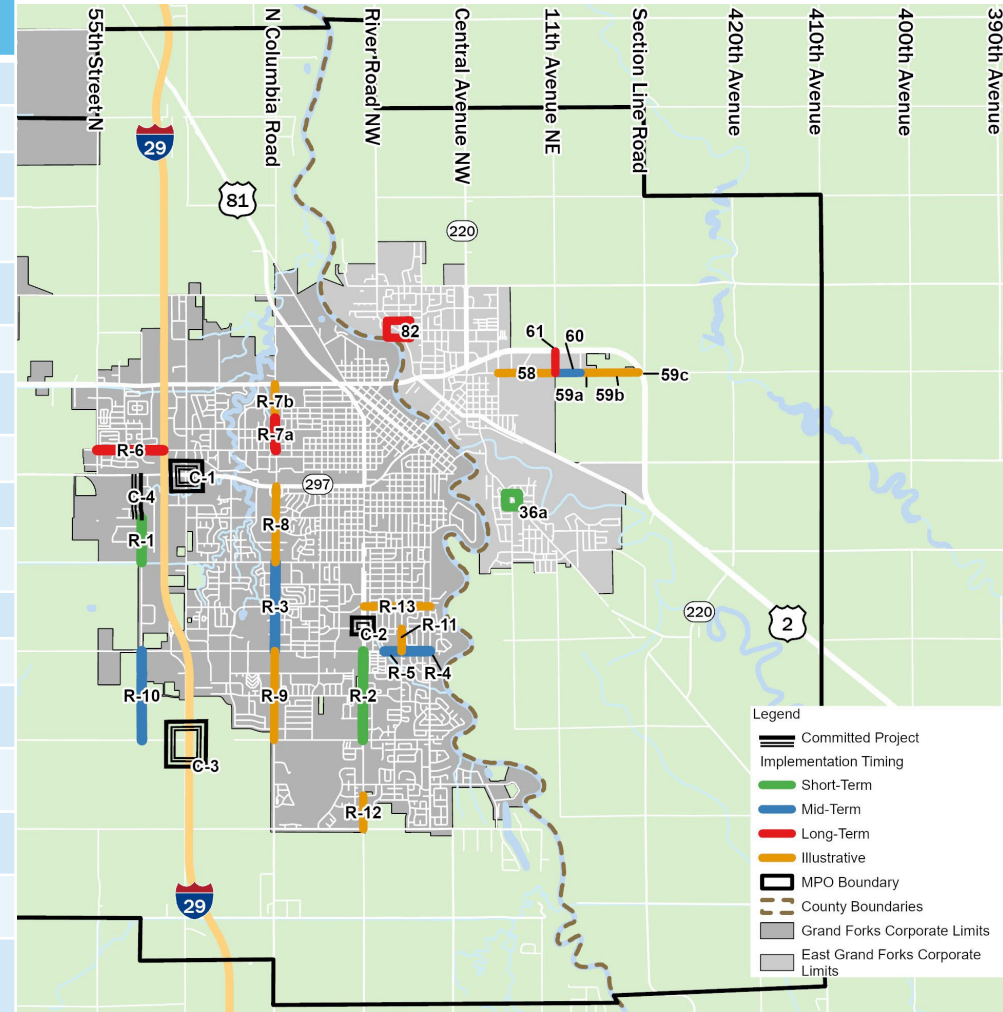 55th Street N
N Columbia Road
River Road NW
Central Avenue NW
11th Avenue NE
Section Line Road
420th Avenue
410th Avenue
400th Avenue
390th Avenue
29
81
220
82
61
60
58
59a
59b
59c
R-7b
R-7a
R-6
C-1
297
C-4
R-8
36a
R-1
R-3
R-13
C-2
R-11
220
2
R-5
R-4
R-10
R-9
R-2
C-3
R-12
29
Legend
Committed Project
Implementation Timing
Short-Term
Mid-Term
Long-Term
Illustrative
MPO Boundary
County Boundaries
Grand Forks Corporate Limits
East Grand Forks Corporate
Limits